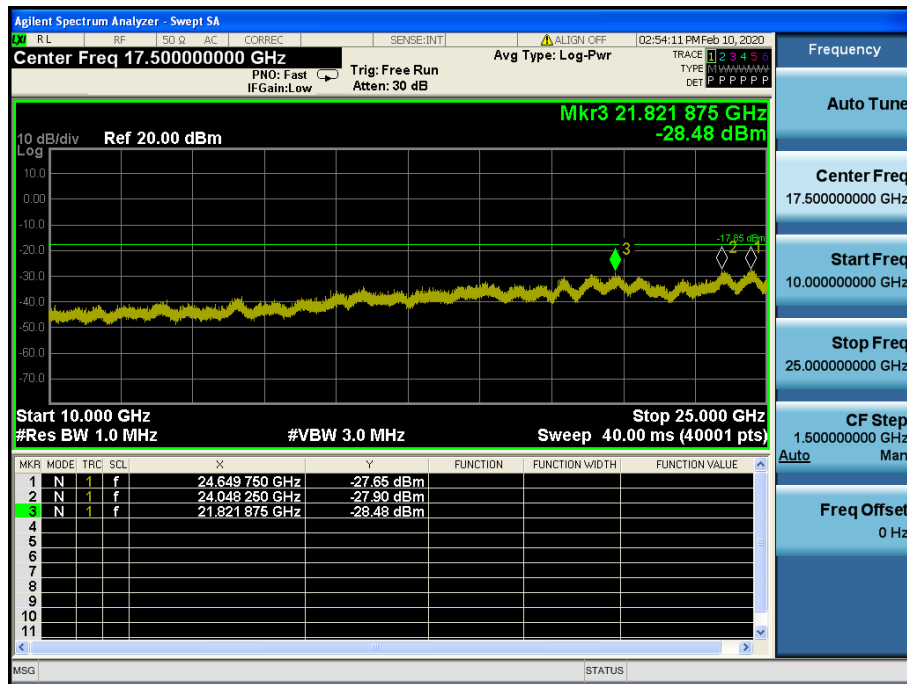 Agilent Spectrum Analyzer - Swept SA
LXI RL RF 50 Ω AC CORREC SENSE:INT ALIGN OFF 02:54:11 PM Feb 10, 2020
Center Freq 17.500000000 GHz
PNO: Fast
IFGain:Low
Trig: Free Run
Atten: 30 dB
Avg Type: Log-Pwr
TRACE 1 2 3 4 5 6
TYPE M WWWWW
DET P P P P P P
Mkr3 21.821 875 GHz
-28.48 dBm
10 dB/div Ref 20.00 dBm
Log
10.0
0.00
-10.0
-20.0
-30.0
-40.0
-50.0
-60.0
-70.0
-17.85 dBm
3
2
1
Start 10.000 GHz Stop 25.000 GHz
#Res BW 1.0 MHz #VBW 3.0 MHz Sweep 40.00 ms (40001 pts)
MKR MODE TRC SCL X Y FUNCTION FUNCTION WIDTH FUNCTION VALUE
1 N 1 f 24.649 750 GHz -27.65 dBm
2 N 1 f 24.048 250 GHz -27.90 dBm
3 N 1 f 21.821 875 GHz -28.48 dBm
4
5
6
7
8
9
10
11
MSG STATUS
Frequency
Auto Tune
Center Freq
17.500000000 GHz
Start Freq
10.000000000 GHz
Stop Freq
25.000000000 GHz
CF Step
1.500000000 GHz
Auto Man
Freq Offset
0 Hz